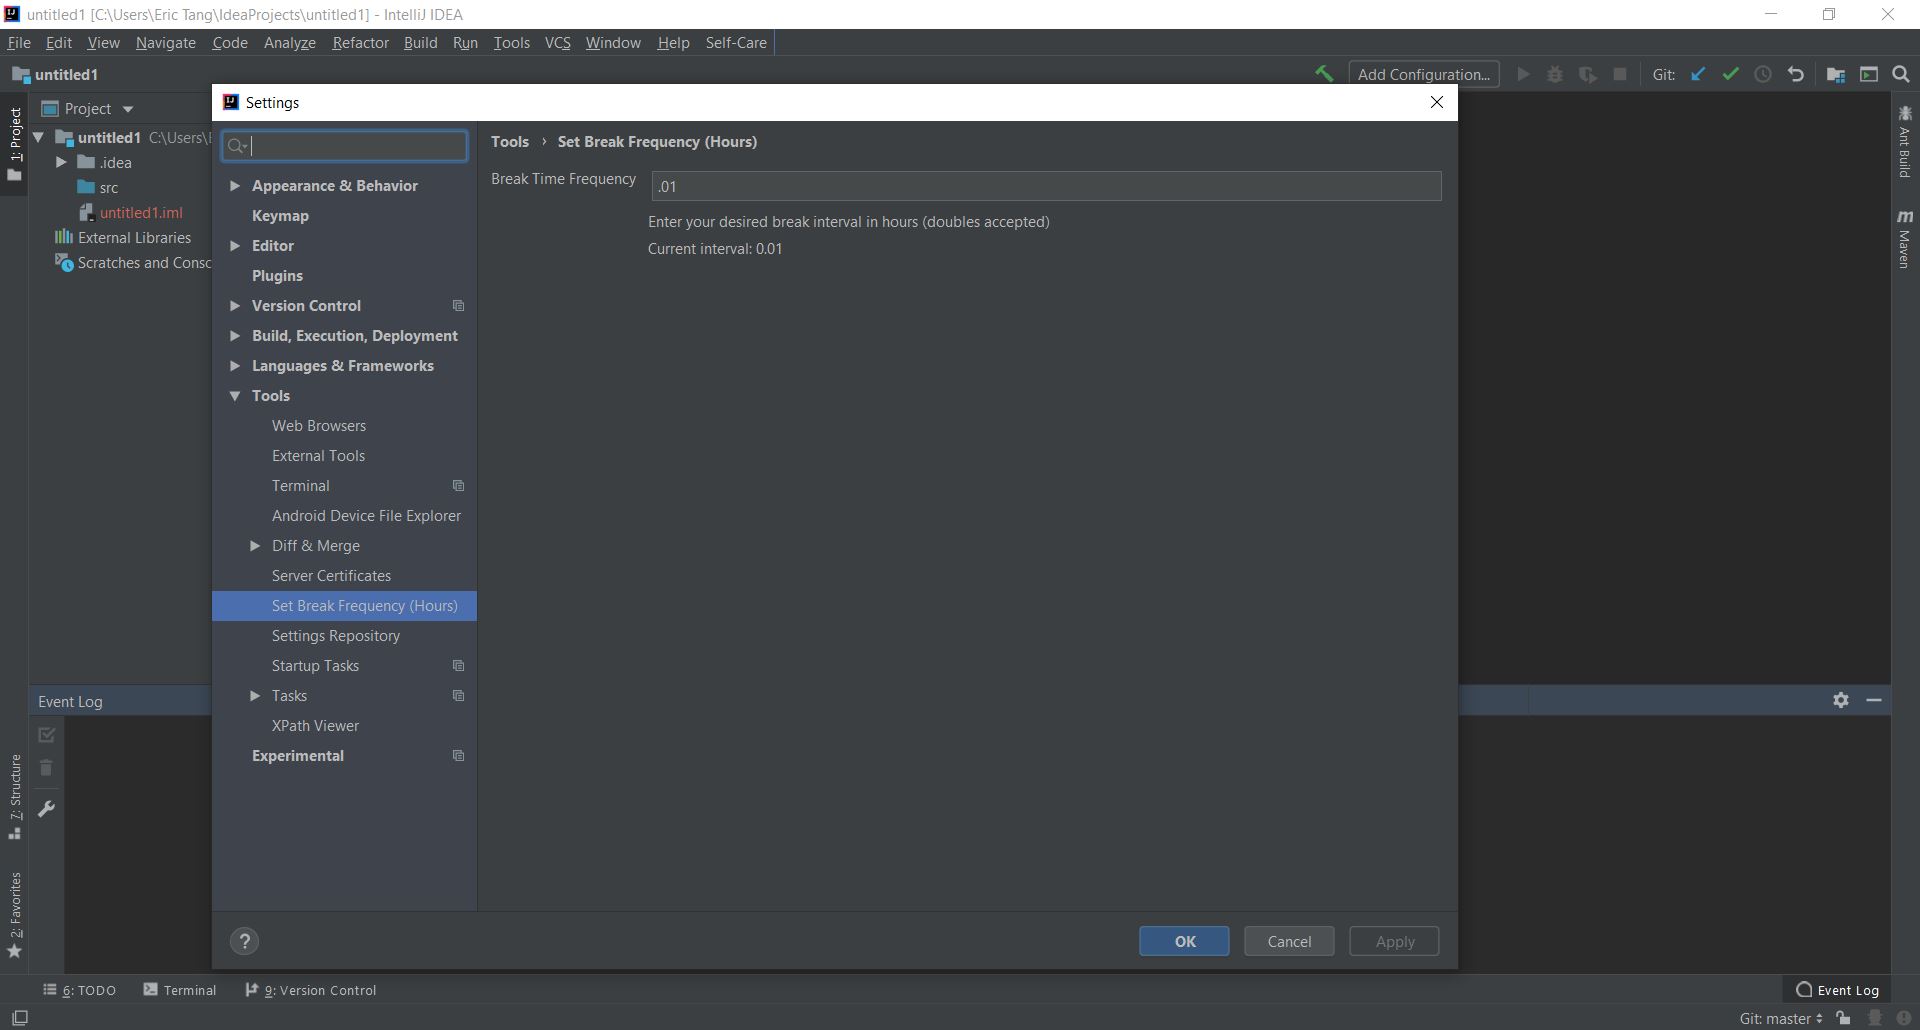 untitled1 [C:\Users\Eric Tang\IdeaProjects\untitled1] - IntelliJ IDEA
File Edit View Navigate Code Analyze Refactor Build Run Tools VCS Window Help Self-Care
untitled1
Add Configuration...
Git:
Settings
1: Project
Project
untitled1 C:\Users\
.idea
src
untitled1.iml
External Libraries
Scratches and Consc
Appearance & Behavior
Keymap
Editor
Plugins
Version Control
Build, Execution, Deployment
Languages & Frameworks
Tools
Web Browsers
External Tools
Terminal
Android Device File Explorer
Diff & Merge
Server Certificates
Set Break Frequency (Hours)
Settings Repository
Startup Tasks
Tasks
XPath Viewer
Experimental
Tools › Set Break Frequency (Hours)
Break Time Frequency .01
Enter your desired break interval in hours (doubles accepted)
Current interval: 0.01
?
OK Cancel Apply
Ant Build
m Maven
Event Log
7: Structure
2: Favorites
6: TODO Terminal 9: Version Control
Event Log
Git: master